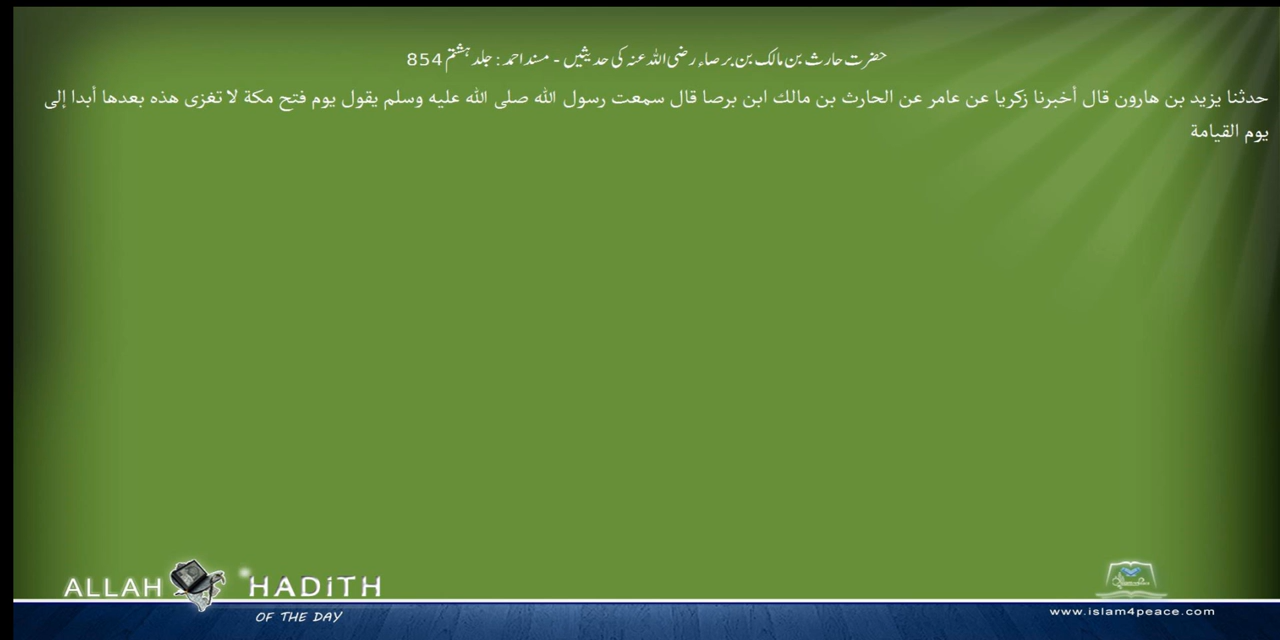 حضرت حارث بن مالک بن برصاء رضی اللہ عنہ کی حدیثیں - مسند احمد : جلد ہشتم 854
حدثنا يزيد بن هارون قال أخبرنا زكريا عن عامر عن الحارث بن مالك ابن برصا قال سمعت رسول الله صلى الله عليه وسلم يقول يوم فتح مكة لا تغزى هذه بعدها أبدا إلى
يوم القيامة
ALLAH HADITH
OF THE DAY
www.islam4peace.com